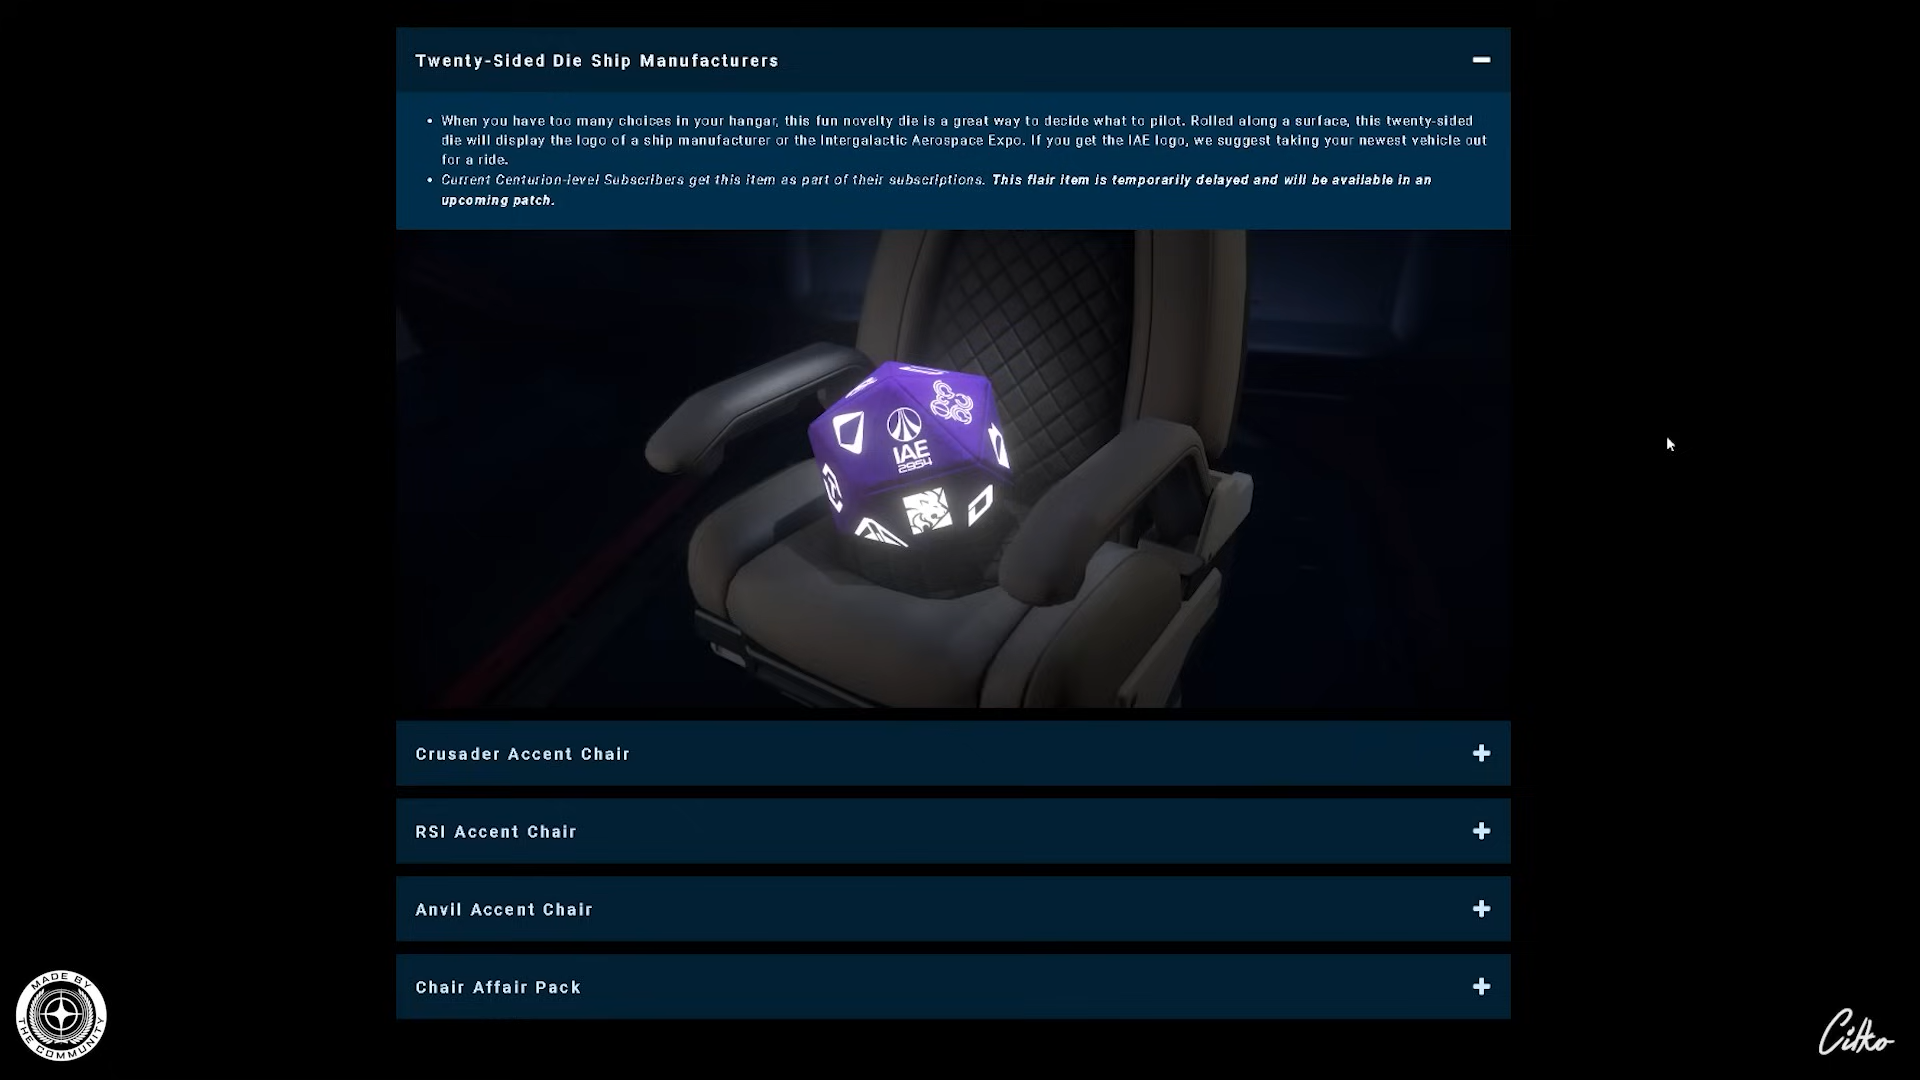 Twenty-Sided Die Ship Manufacturers
When you have too many choices in your hangar, this fun novelty die is a great way to decide what to pilot. Rolled along a surface, this twenty-sided
die will display the logo of a ship manufacturer or the Intergalactic Aerospace Expo. If you get the IAE logo, we suggest taking your newest vehicle out
for a ride.
Current Centurion-level Subscribers get this item as part of their subscriptions. This flair item is temporarily delayed and will be available in an
upcoming patch.
IAE
2954
Crusader Accent Chair
RSI Accent Chair
Anvil Accent Chair
Chair Affair Pack
MADE BY
THE COMMUNITY
Citko